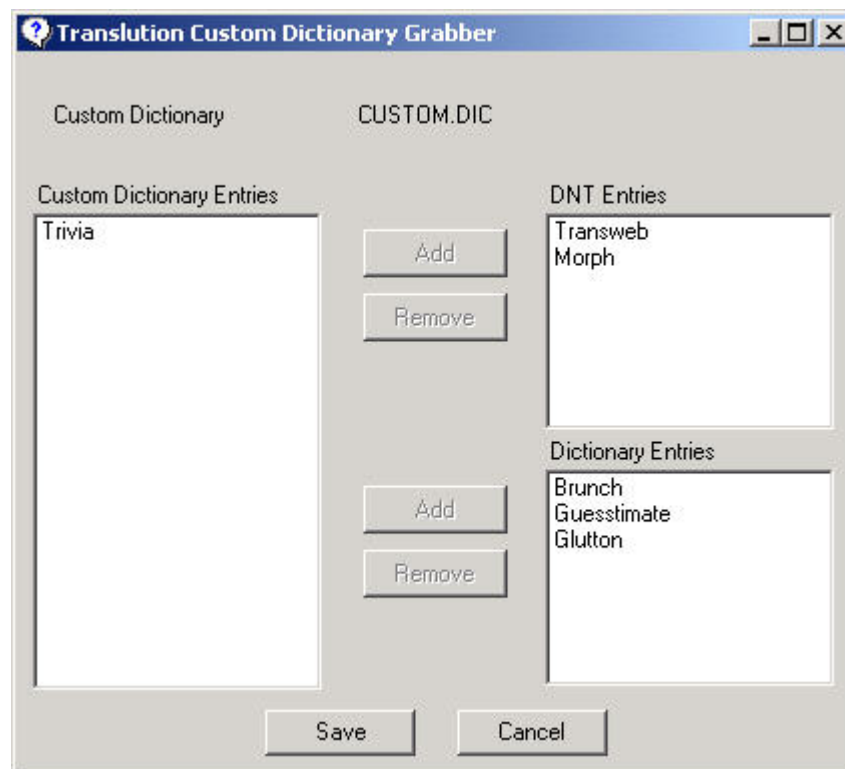 Translution Custom Dictionary Grabber
Custom Dictionary CUSTOM.DIC
Custom Dictionary Entries
Trivia
Add
Remove
DNT Entries
Transweb
Morph
Add
Remove
Dictionary Entries
Brunch
Guesstimate
Glutton
Save
Cancel